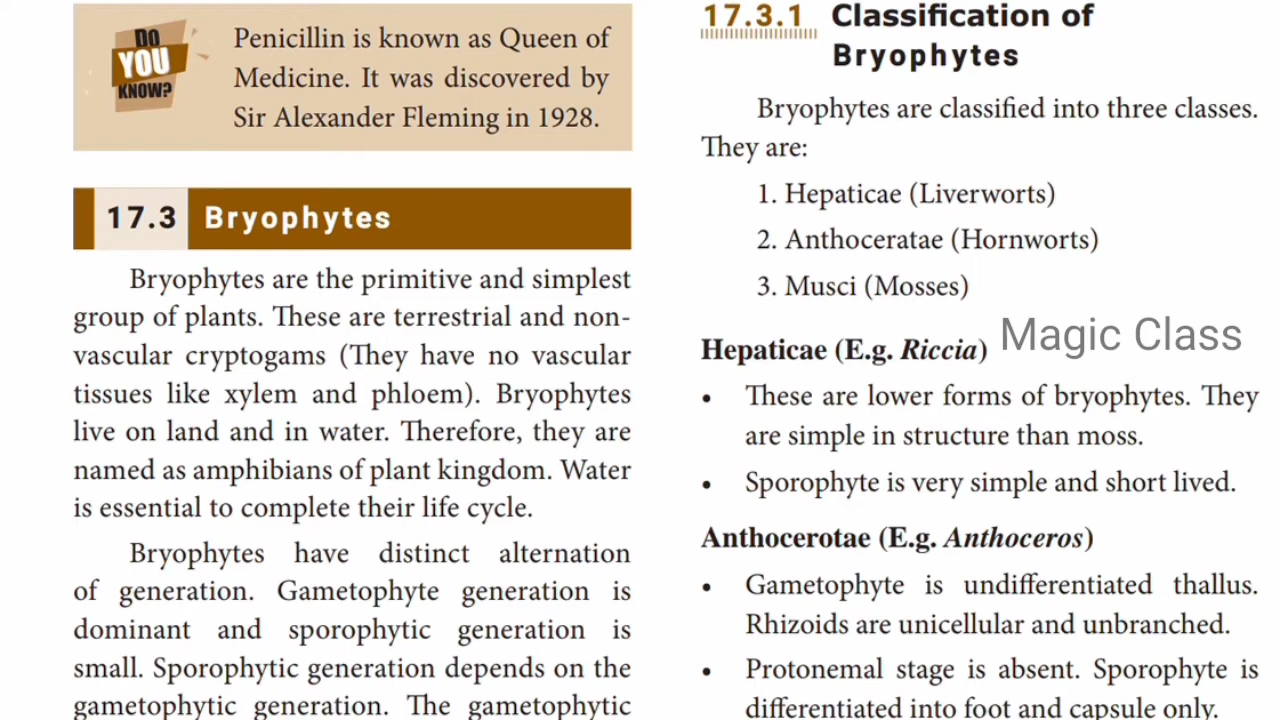 DO
YOU
KNOW?
Penicillin is known as Queen of
Medicine. It was discovered by
Sir Alexander Fleming in 1928.
17.3 Bryophytes
Bryophytes are the primitive and simplest
group of plants. These are terrestrial and non-
vascular cryptogams (They have no vascular
tissues like xylem and phloem). Bryophytes
live on land and in water. Therefore, they are
named as amphibians of plant kingdom. Water
is essential to complete their life cycle.
Bryophytes have distinct alternation
of generation. Gametophyte generation is
dominant and sporophytic generation is
small. Sporophytic generation depends on the
gametophytic generation. The gametophytic
17.3.1 Classification of
Bryophytes
Bryophytes are classified into three classes.
They are:
1. Hepaticae (Liverworts)
2. Anthoceratae (Hornworts)
3. Musci (Mosses)
Magic Class
Hepaticae (E.g. Riccia)
• These are lower forms of bryophytes. They
are simple in structure than moss.
• Sporophyte is very simple and short lived.
Anthocerotae (E.g. Anthoceros)
• Gametophyte is undifferentiated thallus.
Rhizoids are unicellular and unbranched.
• Protonemal stage is absent. Sporophyte is
differentiated into foot and capsule only.